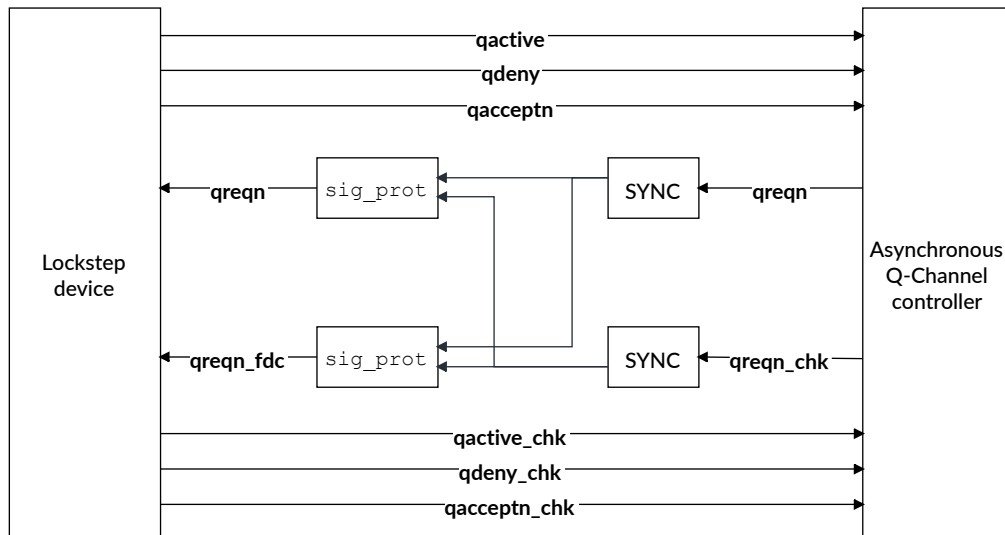 qactive
qdeny
qacceptn
qreqn
sig_prot
SYNC
qreqn
Lockstep
device
Asynchronous
Q-Channel
controller
qreqn_fdc
sig_prot
SYNC
qreqn_chk
qactive_chk
qdeny_chk
qacceptn_chk